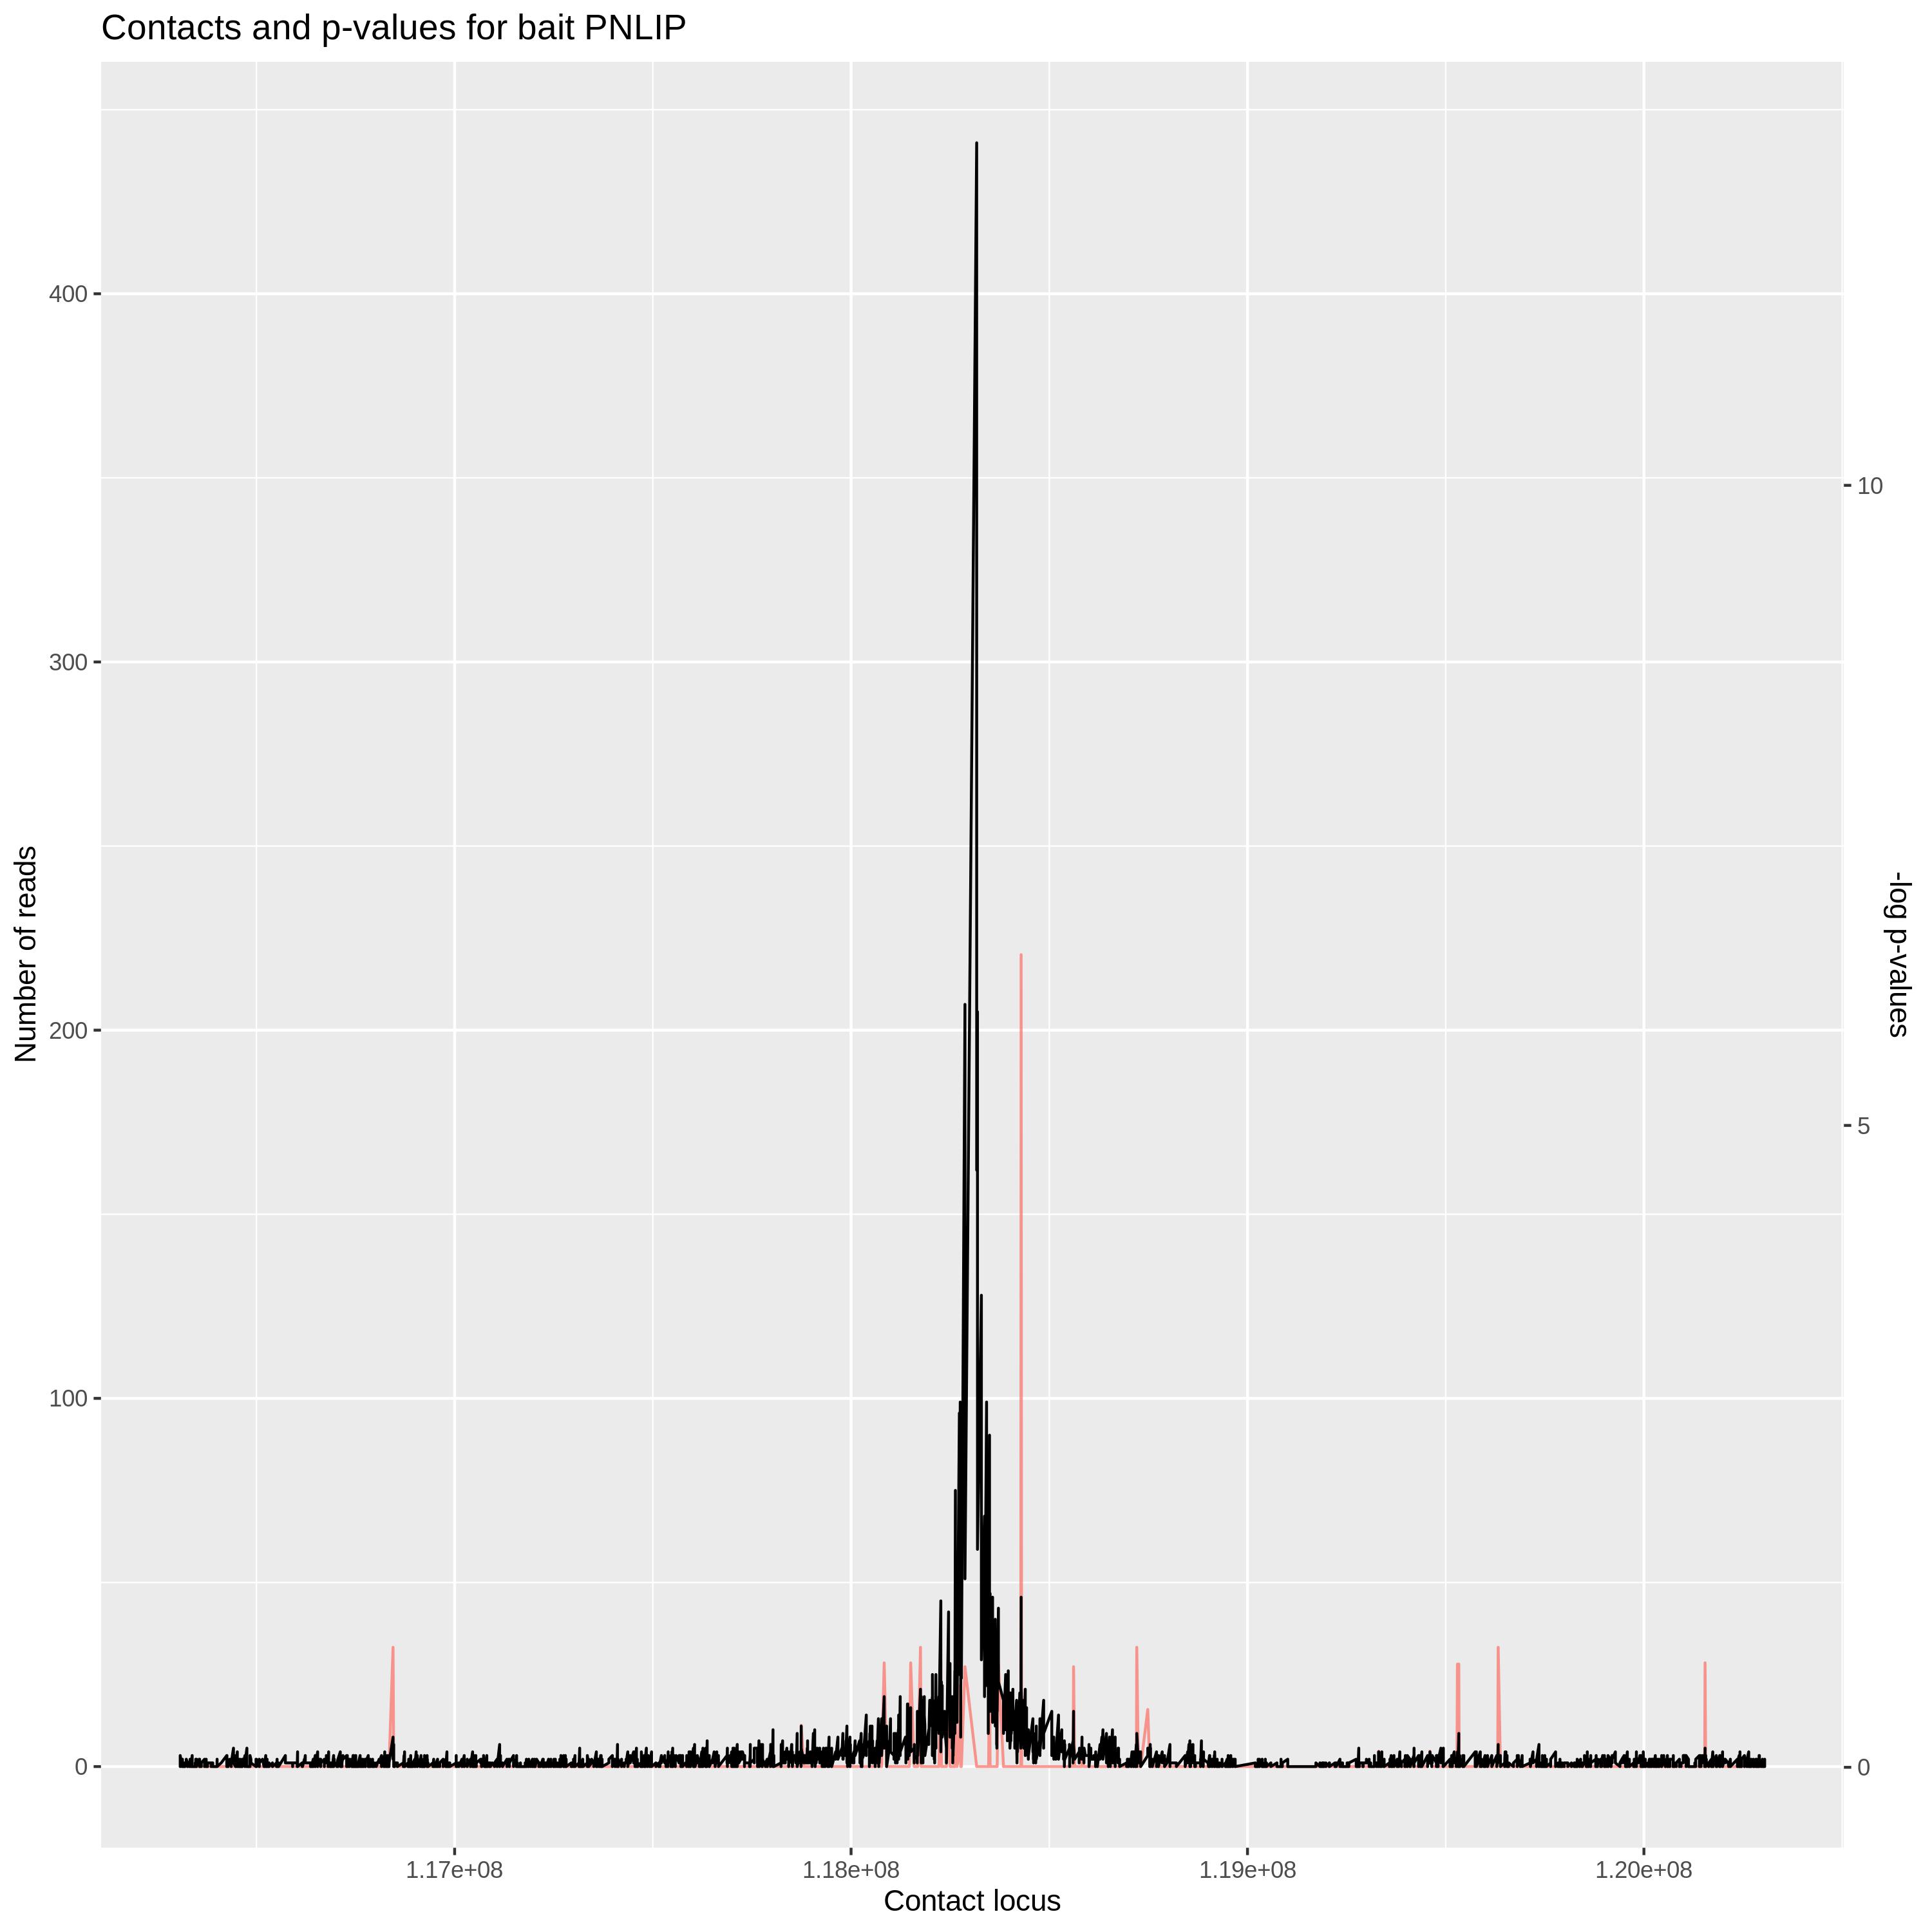 Contacts and p-values for bait PNLIP
400
300
200
100
0
Number of reads
10
5
0
-log p-values
1.17e+08
1.18e+08
1.19e+08
1.20e+08
Contact locus